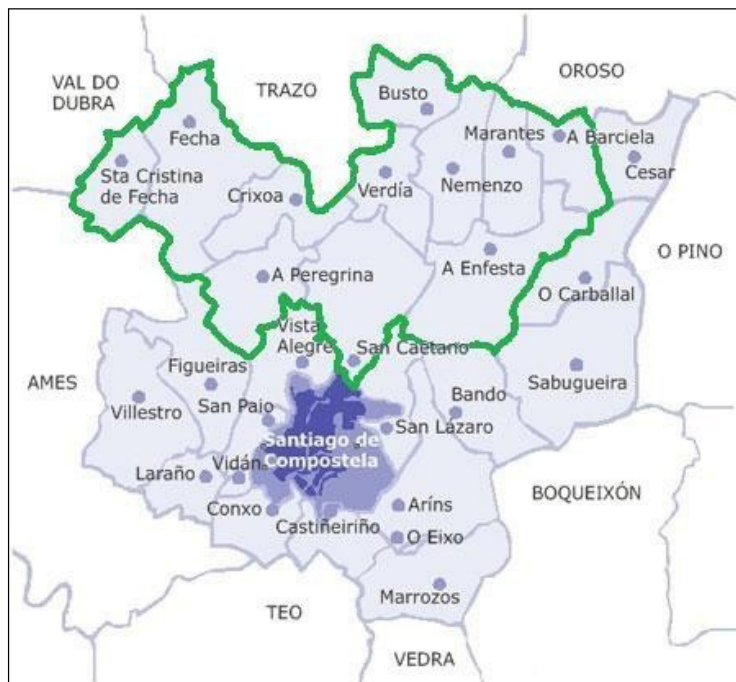 VAL DO
DUBRA
TRAZO
OROSO
Busto
Fecha
Marantes
A Barciela
Sta Cristina
de Fecha
Crixoa
Verdía
Nemenzo
Cesar
O PINO
A Peregrina
A Enfesta
O Carballal
Vista
Alegre
San Caetano
Figueiras
AMES
Sabugueira
Villestro
San Paio
Bando
Santiago de
Compostela
San Lázaro
Laraño
Vidán
BOQUEIXÓN
Conxo
Castiñeiriño
Aríns
O Eixo
Marrozos
TEO
VEDRA